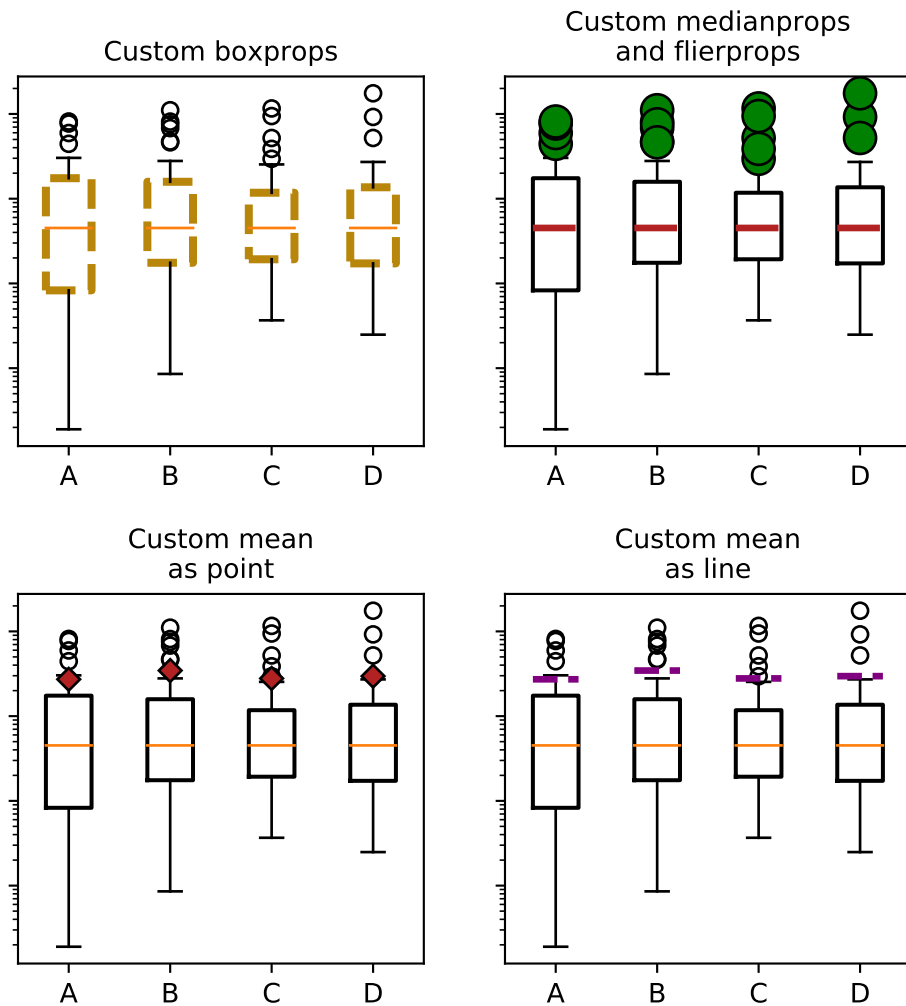 Custom boxprops
Custom medianprops
and flierprops
A B C D
A B C D
Custom mean
as point
Custom mean
as line
A B C D
A B C D